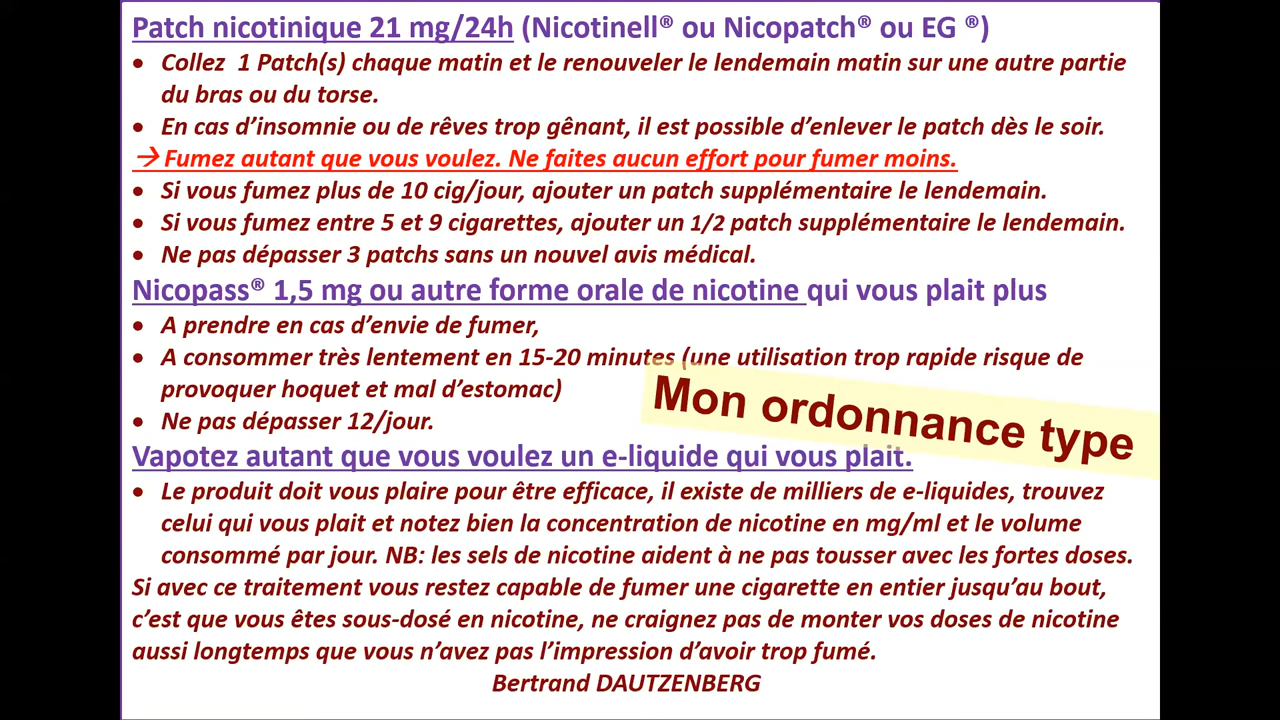 Patch nicotinique 21 mg/24h (Nicotinell® ou Nicopatch® ou EG ®)
• Collez 1 Patch(s) chaque matin et le renouveler le lendemain matin sur une autre partie
du bras ou du torse.
• En cas d’insomnie ou de rêves trop gênant, il est possible d’enlever le patch dès le soir.
→ Fumez autant que vous voulez. Ne faites aucun effort pour fumer moins.
• Si vous fumez plus de 10 cig/jour, ajouter un patch supplémentaire le lendemain.
• Si vous fumez entre 5 et 9 cigarettes, ajouter un 1/2 patch supplémentaire le lendemain.
• Ne pas dépasser 3 patchs sans un nouvel avis médical.
Nicopass® 1,5 mg ou autre forme orale de nicotine qui vous plait plus
• A prendre en cas d’envie de fumer,
• A consommer très lentement en 15-20 minutes (une utilisation trop rapide risque de
provoquer hoquet et mal d’estomac)
• Ne pas dépasser 12/jour.
Mon ordonnance type
Vapotez autant que vous voulez un e-liquide qui vous plait.
• Le produit doit vous plaire pour être efficace, il existe de milliers de e-liquides, trouvez
celui qui vous plait et notez bien la concentration de nicotine en mg/ml et le volume
consommé par jour. NB: les sels de nicotine aident à ne pas tousser avec les fortes doses.
Si avec ce traitement vous restez capable de fumer une cigarette en entier jusqu’au bout,
c’est que vous êtes sous-dosé en nicotine, ne craignez pas de monter vos doses de nicotine
aussi longtemps que vous n’avez pas l’impression d’avoir trop fumé.
Bertrand DAUTZENBERG